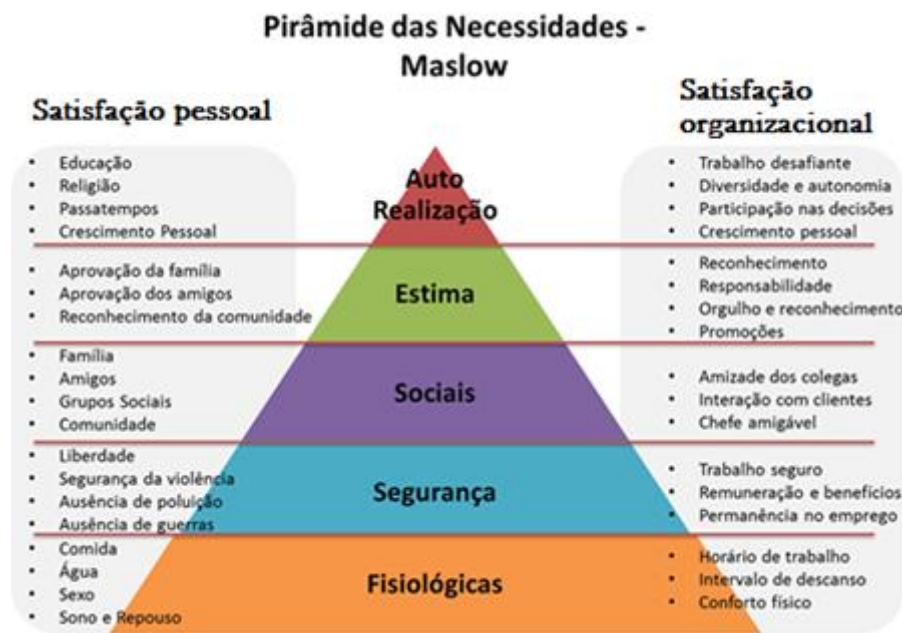 Pirâmide das Necessidades -
Maslow
Satisfação pessoal
Satisfação
organizacional
• Educação
• Religião
• Passatempos
• Crescimento Pessoal
Auto
Realização
• Trabalho desafiante
• Diversidade e autonomia
• Participação nas decisões
• Crescimento pessoal
• Aprovação da família
• Aprovação dos amigos
• Reconhecimento da comunidade
Estima
• Reconhecimento
• Responsabilidade
• Orgulho e reconhecimento
• Promoções
• Família
• Amigos
• Grupos Sociais
• Comunidade
Sociais
• Amizade dos colegas
• Interação com clientes
• Chefe amigável
• Liberdade
• Segurança da violência
• Ausência de poluição
• Ausência de guerras
Segurança
• Trabalho seguro
• Remuneração e benefícios
• Permanência no emprego
• Comida
• Água
• Sexo
• Sono e Repouso
Fisiológicas
• Horário de trabalho
• Intervalo de descanso
• Conforto físico